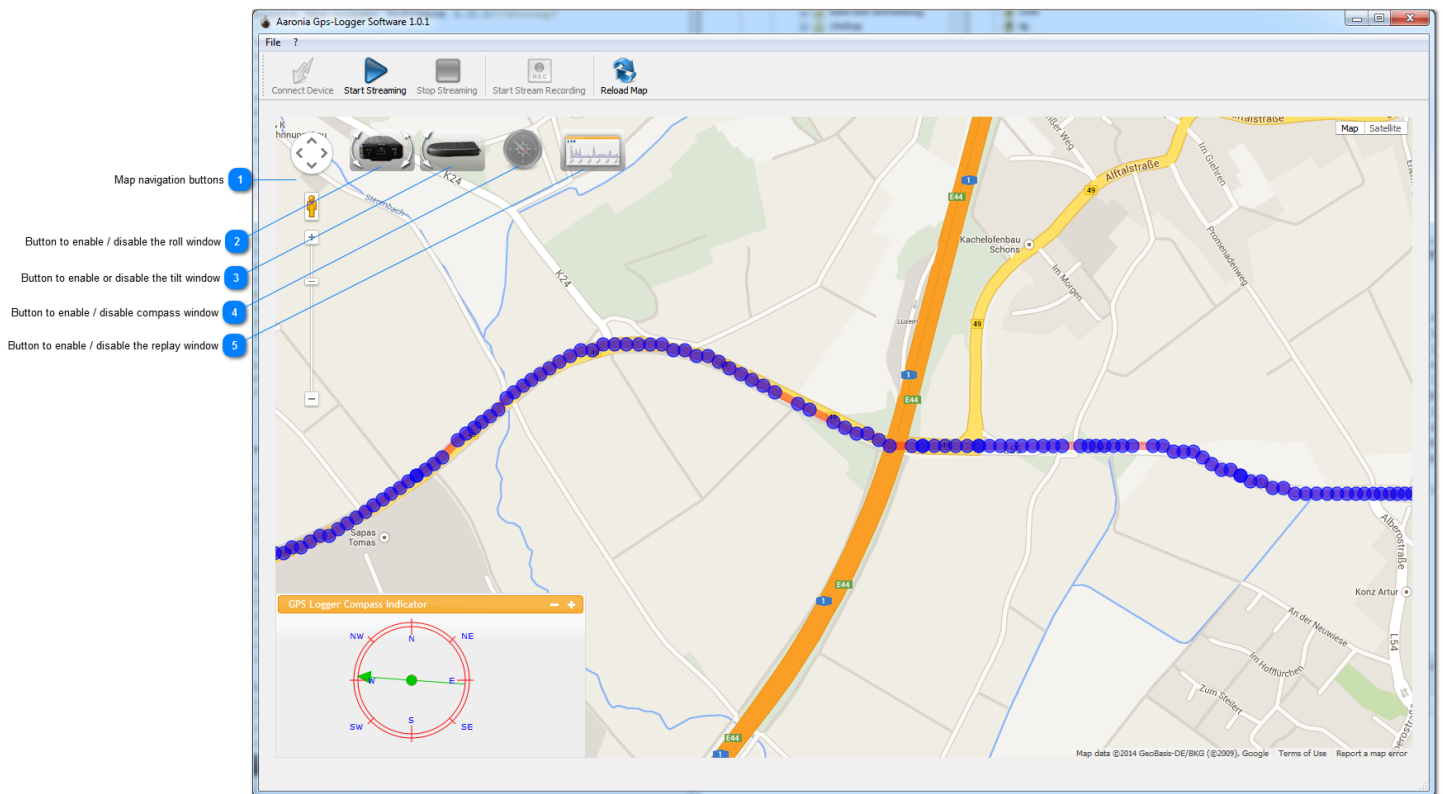 Aaronia Gps-Logger Software 1.0.1
File ?
Connect Device Start Streaming Stop Streaming REC Start Stream Recording Reload Map
Map Satellite
Map navigation buttons 1
Button to enable / disable the roll window 2
Button to enable or disable the tilt window 3
Button to enable / disable compass window 4
Button to enable / disable the replay window 5
K24
Sterenbach
K24
1
E44
49
Alftalstraße
Im Giehren
Promenadenweg
Kachelofenbau
Schons
Im Morgen
49
Luxem
1
E44
Sapas
Tomas
Alberostraße
E44
1
Konz Artur
An der Neuwiese
L54
Im Hofflürchen
Zum Steilert
E44
1
GPS Logger Compass Indicator
NW N NE
W E
SW S SE
Map data ©2014 GeoBasis-DE/BKG (©2009), Google Terms of Use Report a map error